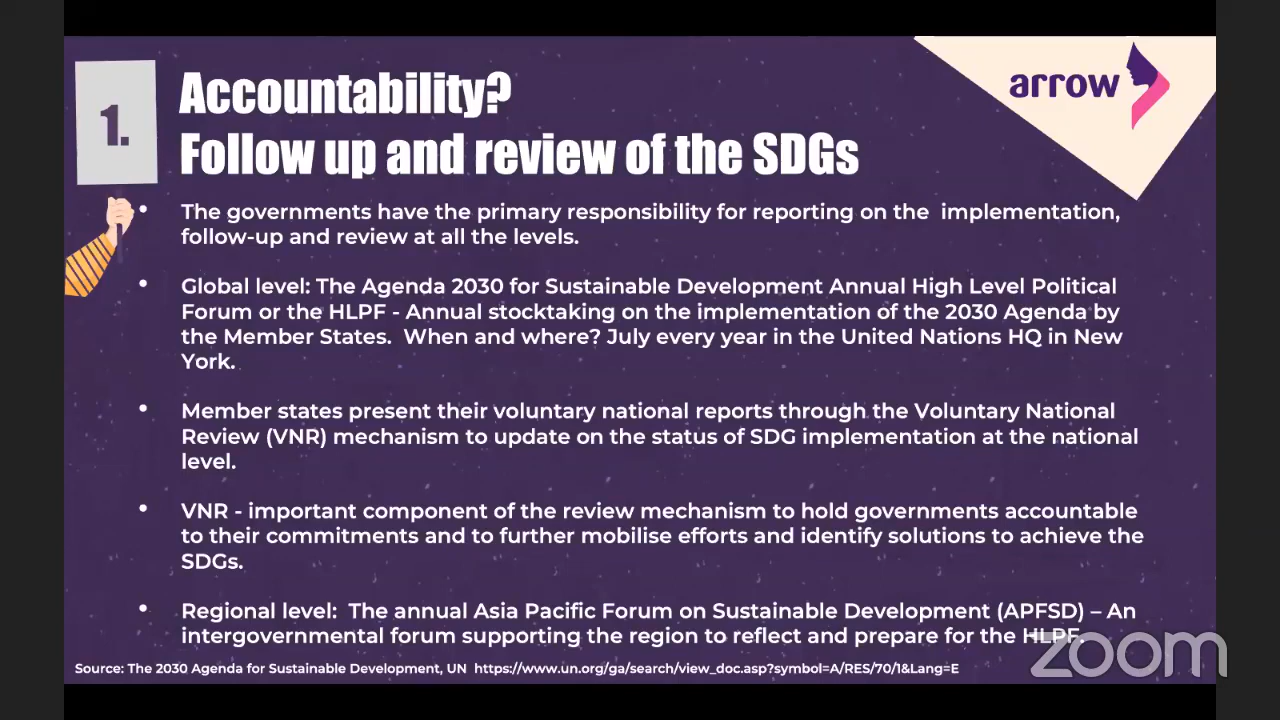 1.
Accountability?
Follow up and review of the SDGs
arrow
• The governments have the primary responsibility for reporting on the  implementation,
follow-up and review at all the levels.
• Global level: The Agenda 2030 for Sustainable Development Annual High Level Political
Forum or the HLPF - Annual stocktaking on the implementation of the 2030 Agenda by
the Member States.  When and where? July every year in the United Nations HQ in New
York.
• Member states present their voluntary national reports through the Voluntary National
Review (VNR) mechanism to update on the status of SDG implementation at the national
level.
• VNR - important component of the review mechanism to hold governments accountable
to their commitments and to further mobilise efforts and identify solutions to achieve the
SDGs.
• Regional level:  The annual Asia Pacific Forum on Sustainable Development (APFSD) – An
intergovernmental forum supporting the region to reflect and prepare for the HLPF.
Source: The 2030 Agenda for Sustainable Development, UN  https://www.un.org/ga/search/view_doc.asp?symbol=A/RES/70/1&Lang=E
zoom